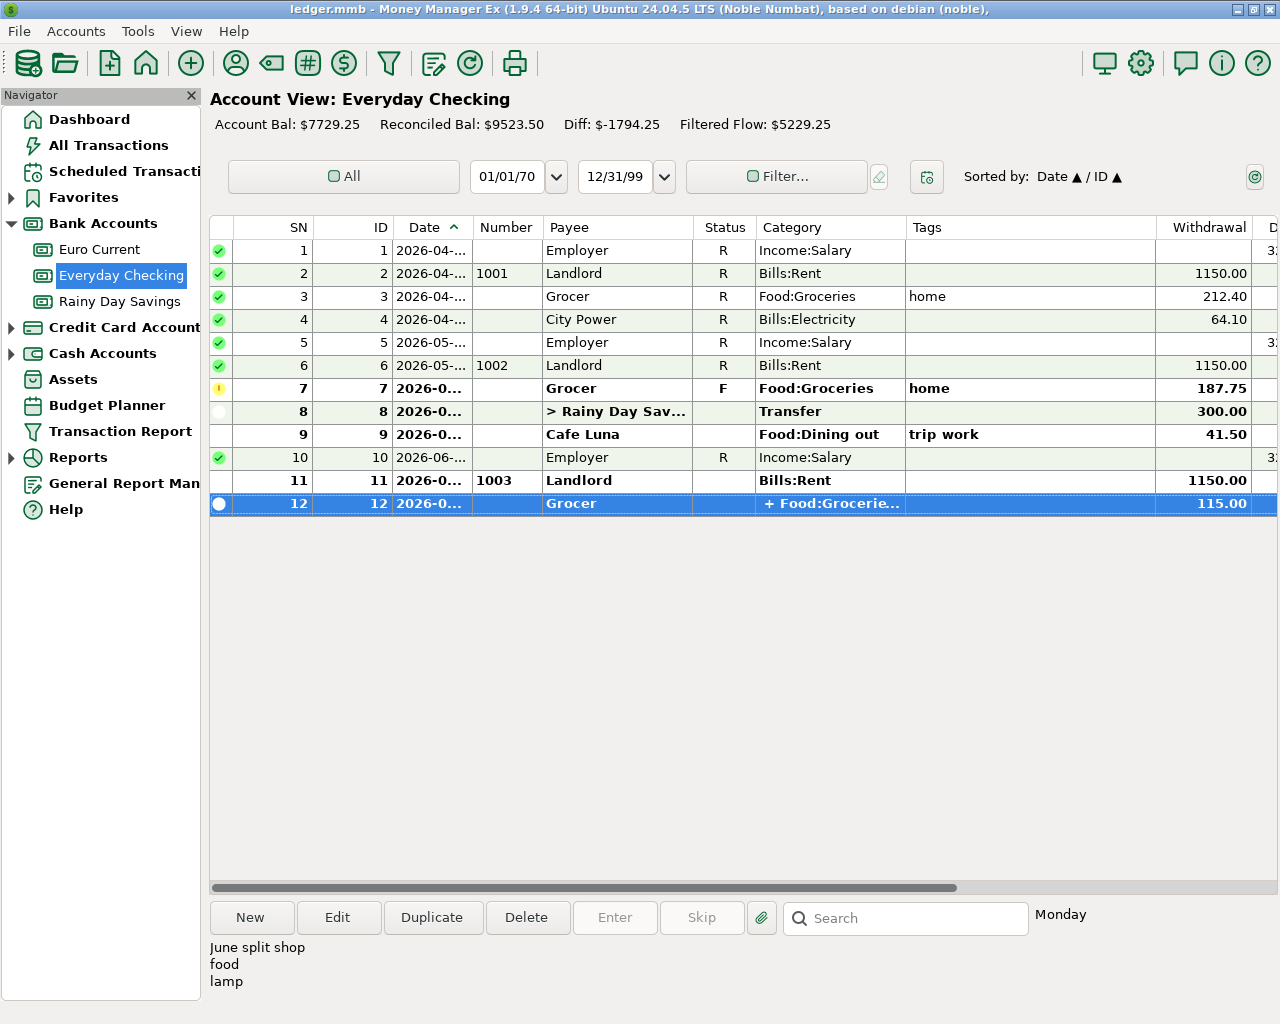 ledger.mmb - Money Manager Ex (1.9.4 64-bit) Ubuntu 24.04.5 LTS (Noble Numbat), based on debian (noble),
File Accounts Tools View Help
Navigator
Dashboard
All Transactions
Scheduled Transacti
Favorites
Bank Accounts
Euro Current
Everyday Checking
Rainy Day Savings
Credit Card Account
Cash Accounts
Assets
Budget Planner
Transaction Report
Reports
General Report Man
Help
Account View: Everyday Checking
Account Bal: $7729.25 Reconciled Bal: $9523.50 Diff: $-1794.25 Filtered Flow: $5229.25
All 01/01/70 12/31/99 Filter... Sorted by: Date ▲ / ID ▲
SN ID Date Number Payee Status Category Tags Withdrawal D
1 1 2026-04-... Employer R Income:Salary 32
2 2 2026-04-... 1001 Landlord R Bills:Rent 1150.00
3 3 2026-04-... Grocer R Food:Groceries home 212.40
4 4 2026-04-... City Power R Bills:Electricity 64.10
5 5 2026-05-... Employer R Income:Salary 32
6 6 2026-05-... 1002 Landlord R Bills:Rent 1150.00
7 7 2026-0... Grocer F Food:Groceries home 187.75
8 8 2026-0... > Rainy Day Sav... Transfer 300.00
9 9 2026-0... Cafe Luna Food:Dining out trip work 41.50
10 10 2026-06-... Employer R Income:Salary 32
11 11 2026-0... 1003 Landlord Bills:Rent 1150.00
12 12 2026-0... Grocer + Food:Grocerie... 115.00
New Edit Duplicate Delete Enter Skip Search Monday
June split shop
food
lamp